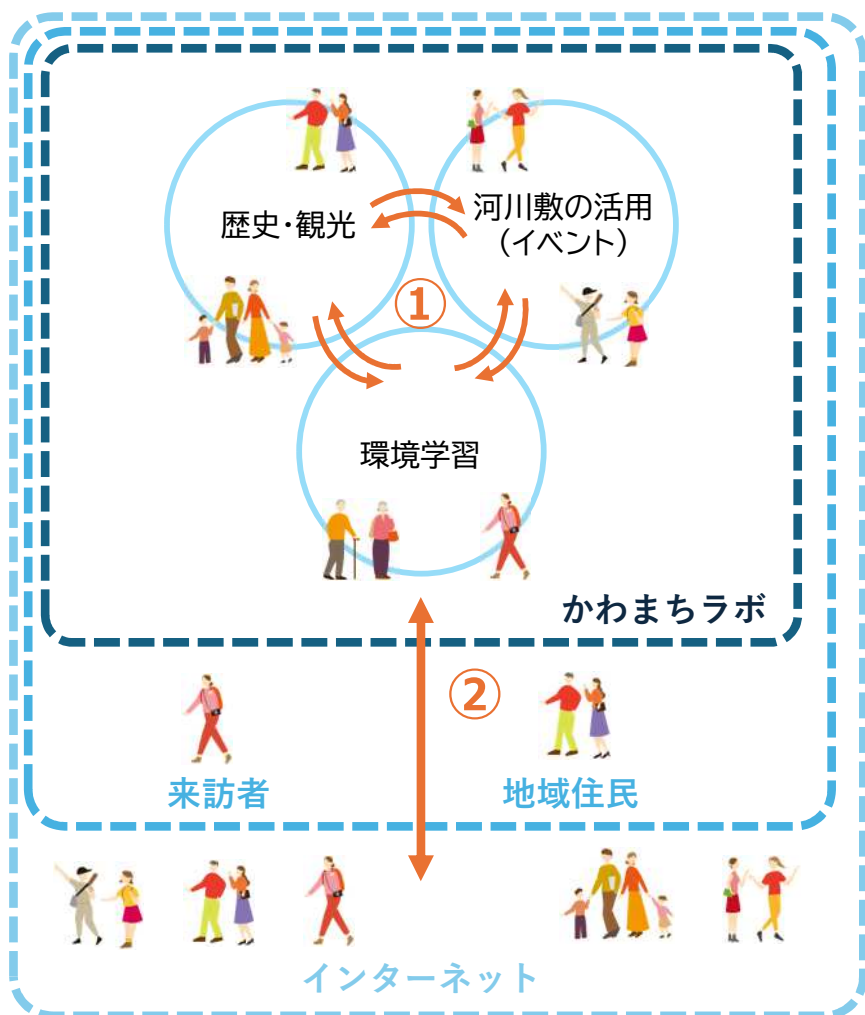 歴史・観光
河川敷の活用
（イベント）
①
環境学習
かわまちラボ
②
来訪者
地域住民
インターネット